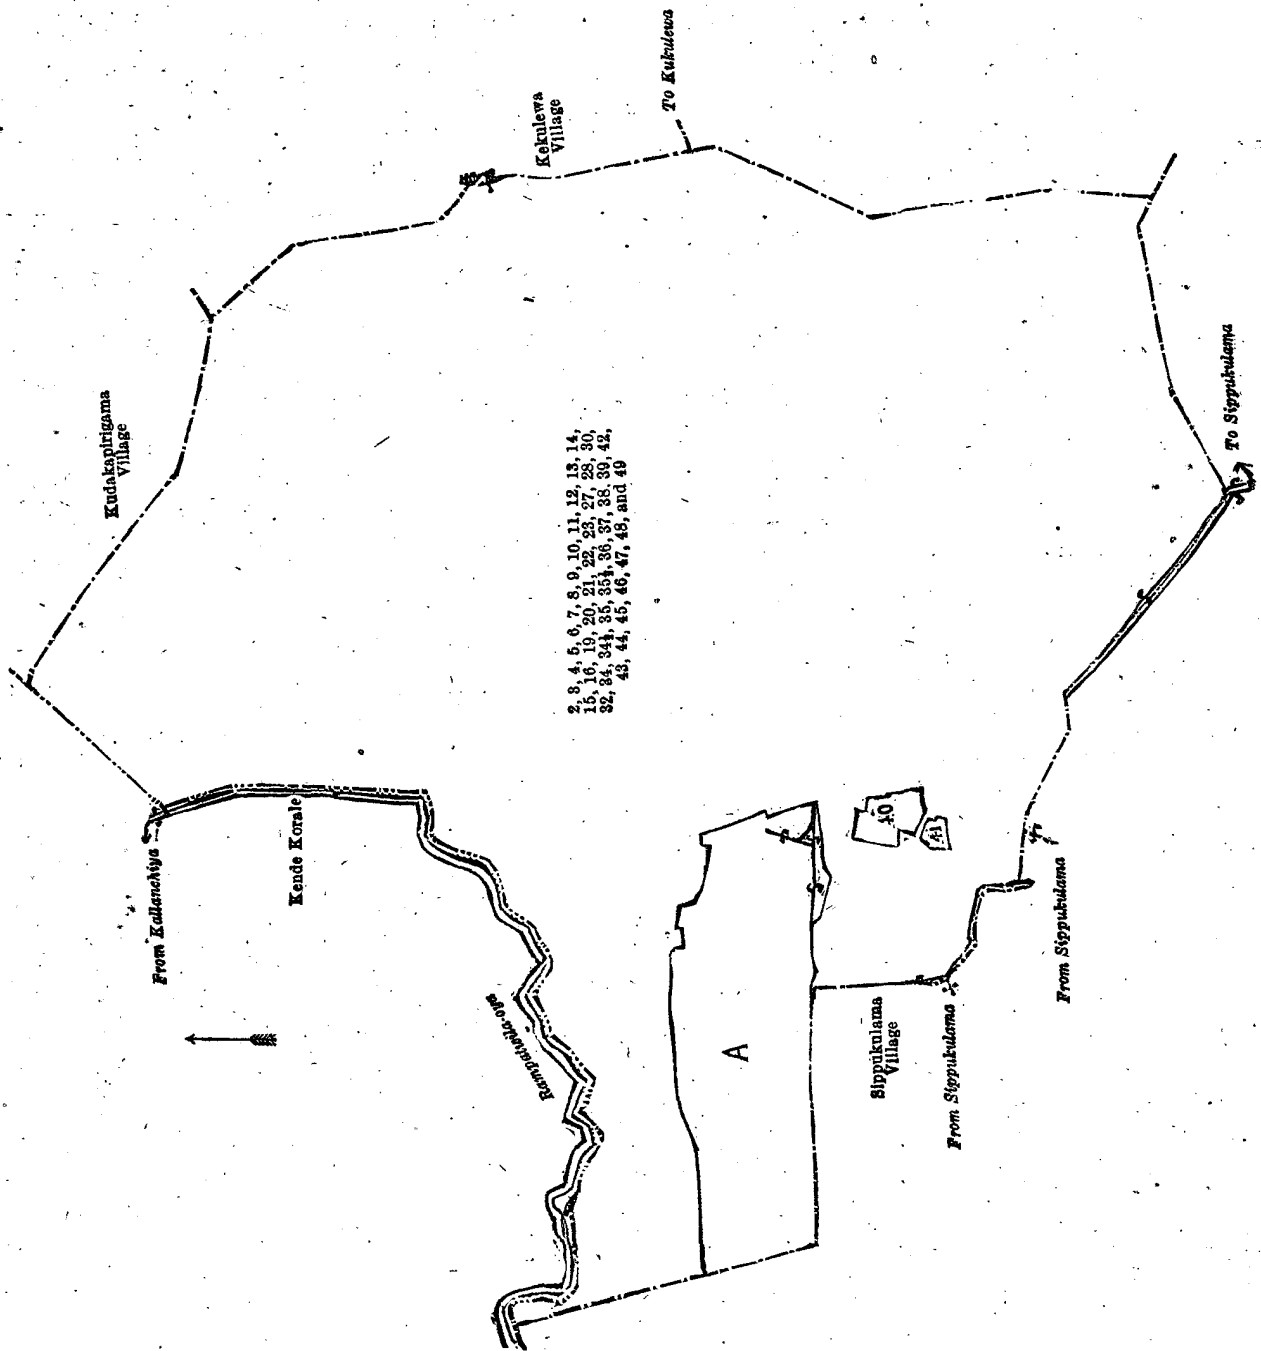 To Kukulewa
Kekulewa
Village
Kudakapirigama
Village
To Sippukulama
2, 3, 4, 5, 6, 7, 8, 9, 10, 11, 12, 13, 14,
15, 16, 19, 20, 21, 22, 23, 27, 28, 30,
32, 34, 34½, 35, 35½, 36, 37, 38, 39, 42,
43, 44, 45, 46, 47, 48, and 49
From Kallanchiya
Kende Korale
40
41
From Sippukulama
A
Sippukulama
Village
From Sippukulama